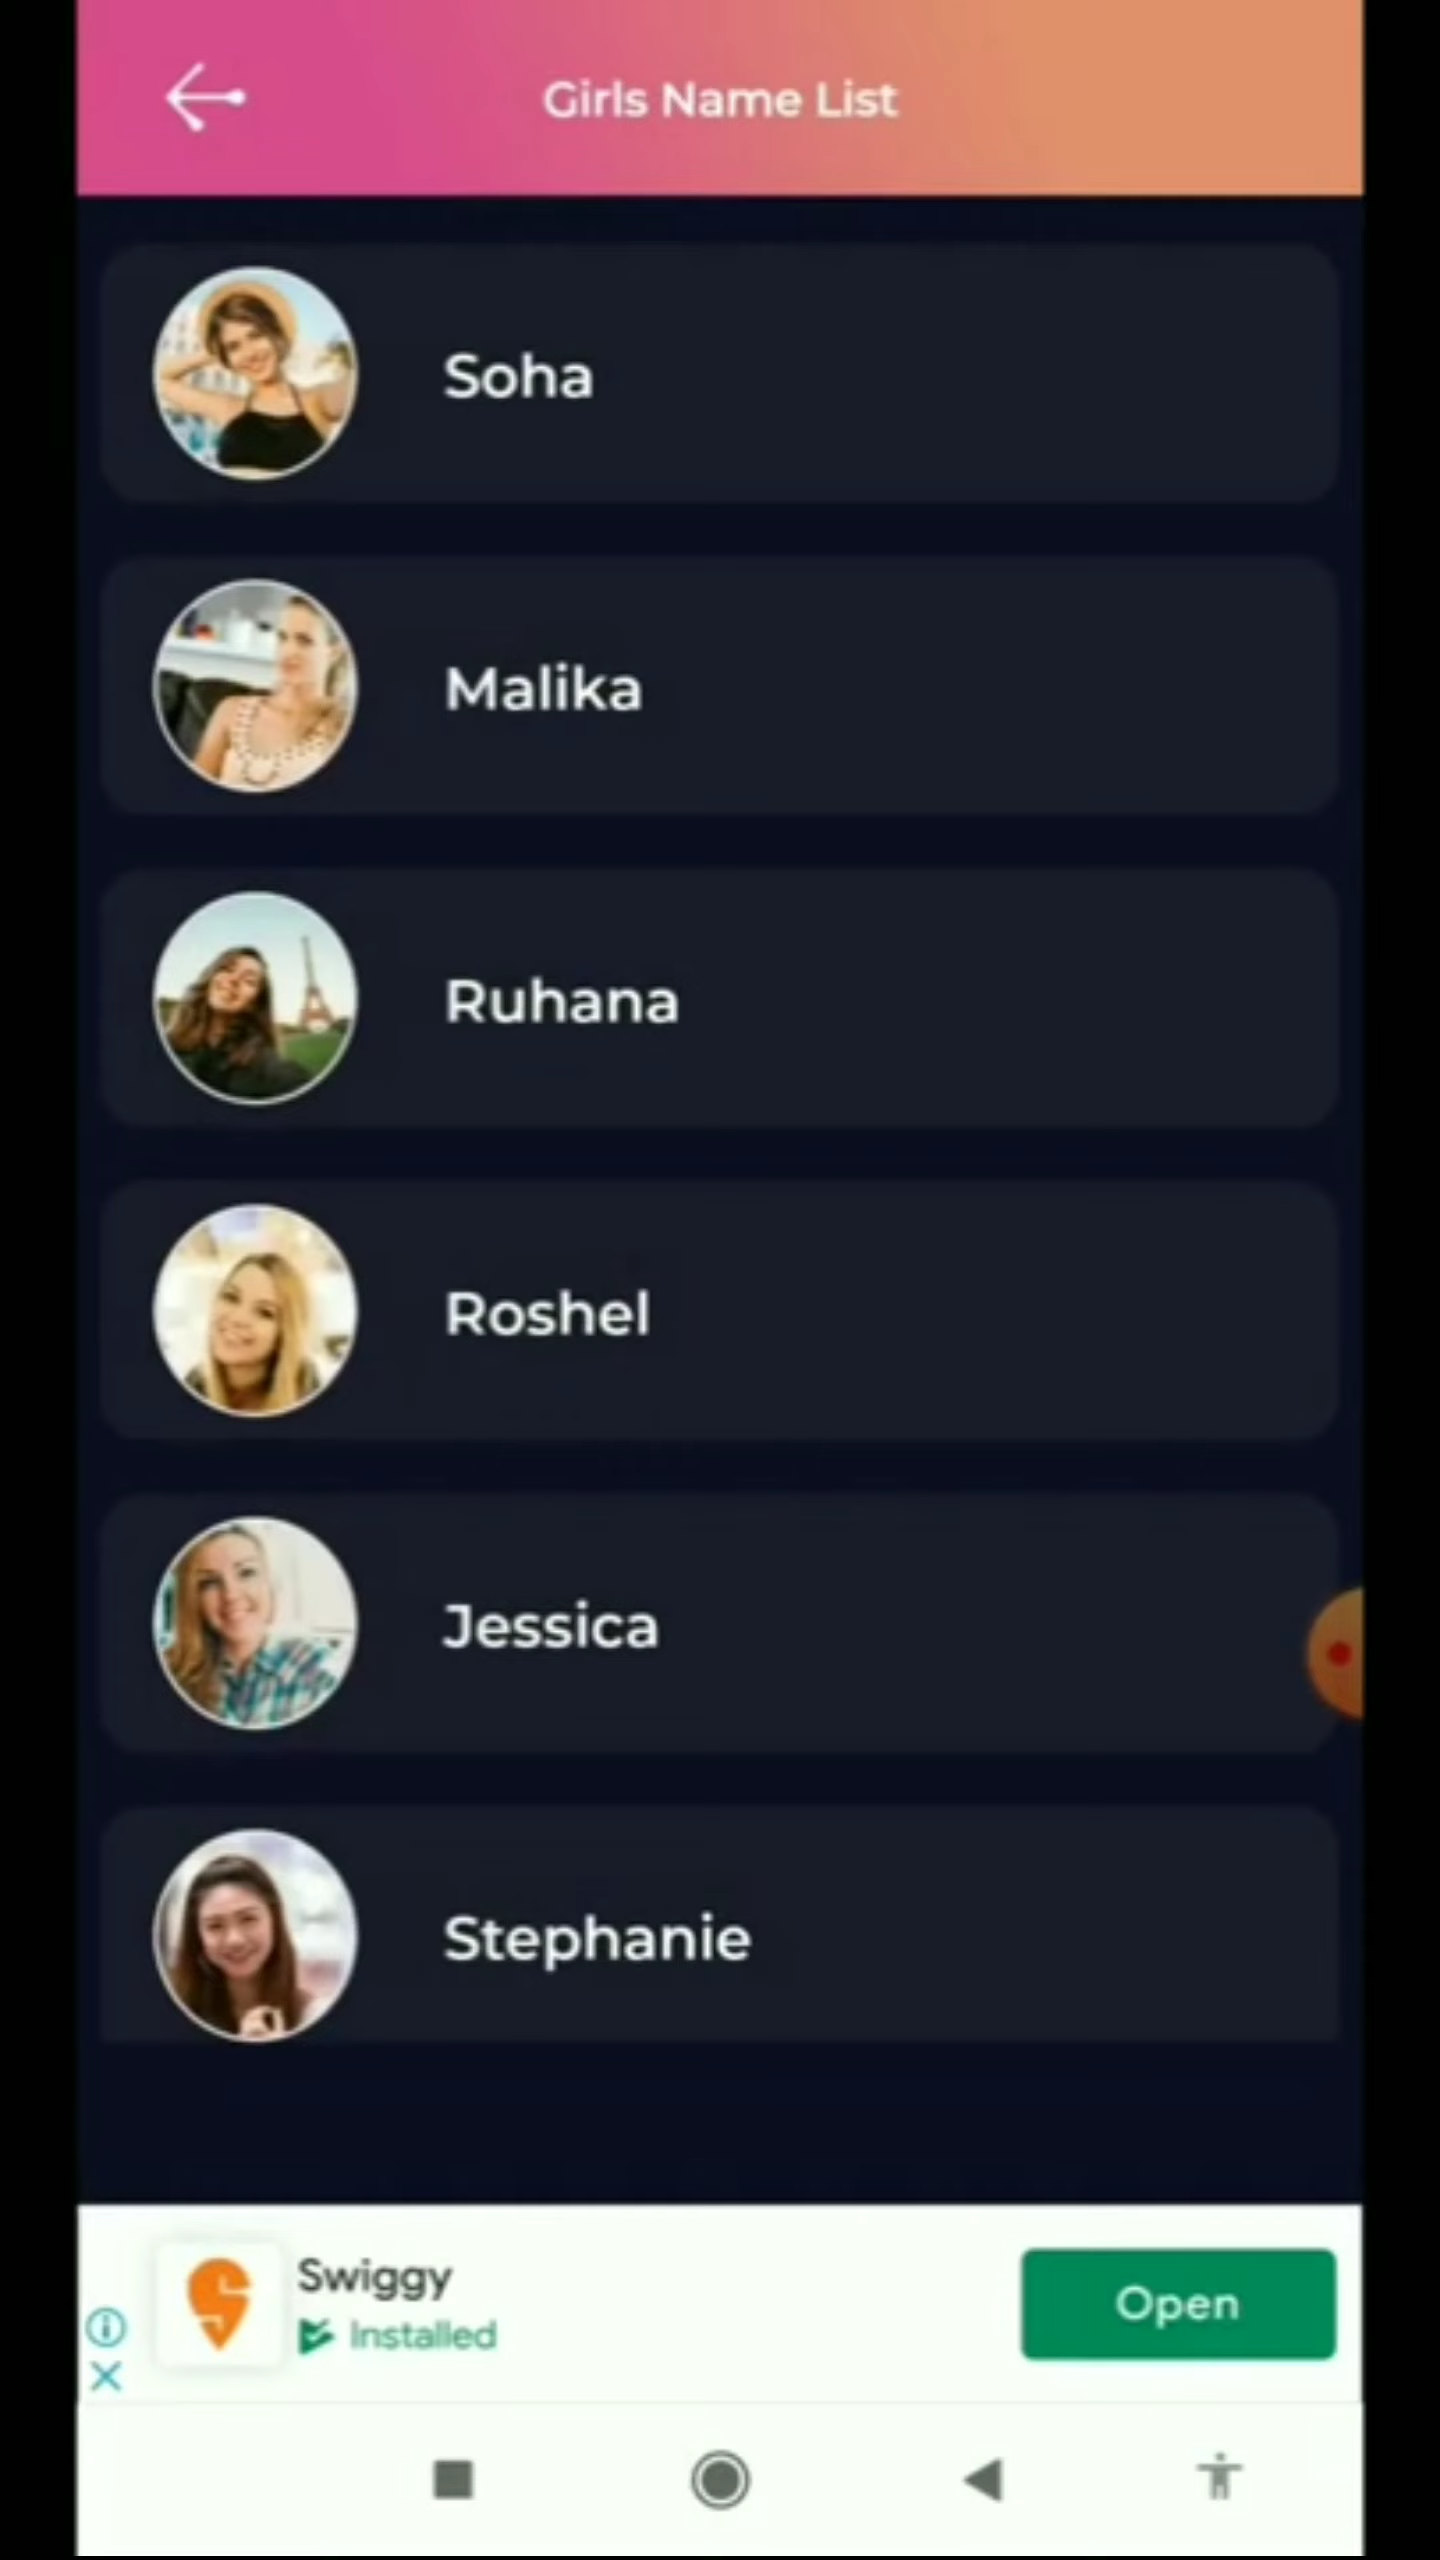 Girls Name List
Soha
Malika
Ruhana
Roshel
Jessica
Stephanie
Swiggy
Installed
Open